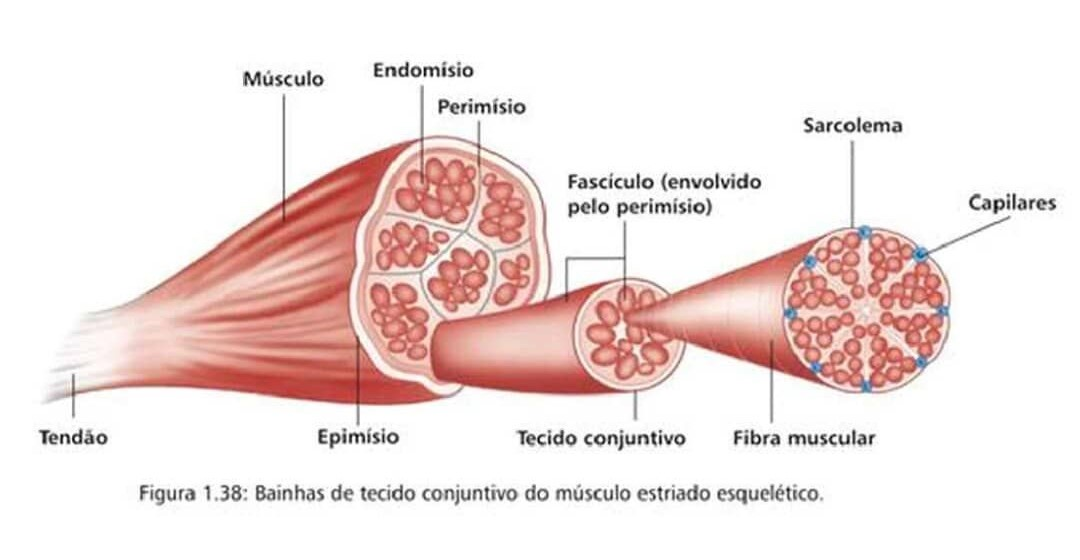 Músculo
Endomísio
Perimísio
Sarcolema
Fascículo (envolvido
pelo perimísio)
Capilares
Tendão
Epimísio
Tecido conjuntivo
Fibra muscular
Figura 1.38: Bainhas de tecido conjuntivo do músculo estriado esquelético.